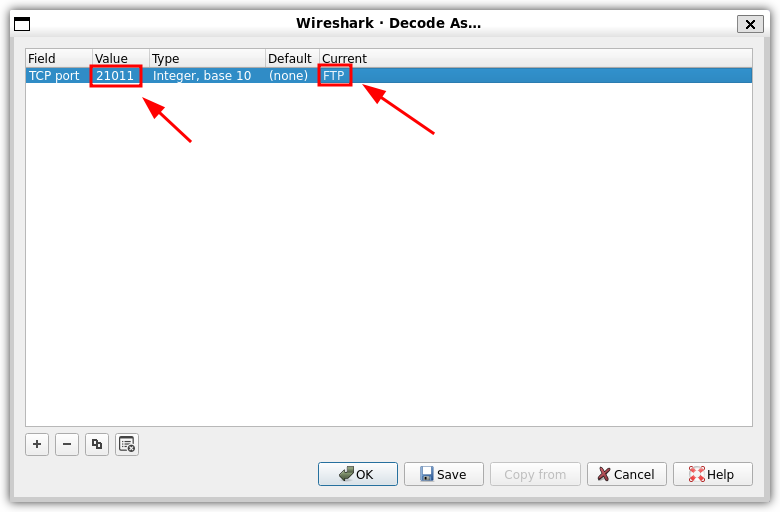 Wireshark · Decode As...
Field Value Type Default Current
TCP port 21011 Integer, base 10 (none) FTP
OK Save Copy from Cancel Help